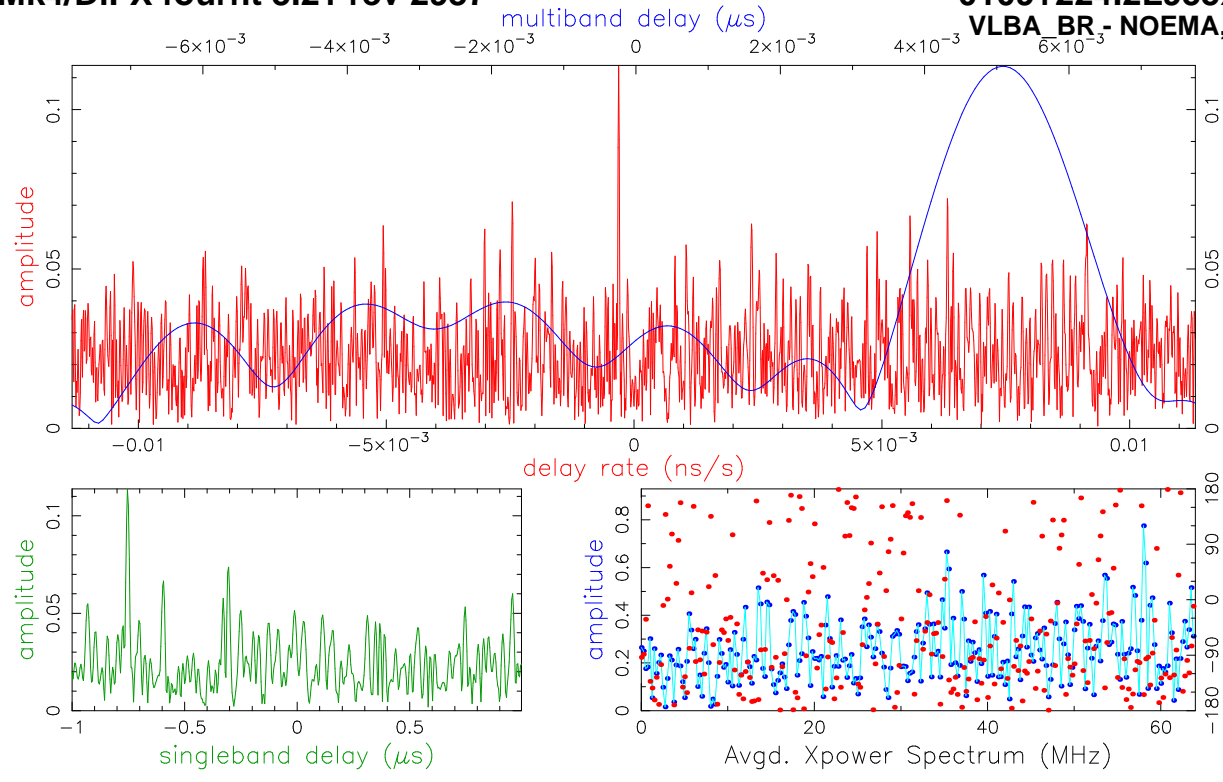 multiband delay (μs)
VLBA_BR - NOEMA,
−6×10⁻³ −4×10⁻³ −2×10⁻³ 0 2×10⁻³ 4×10⁻³ 6×10⁻³
amplitude
0 0.05 0.1
0 0.05 0.1
−0.01 −5×10⁻³ 0 5×10⁻³ 0.01
delay rate (ns/s)
amplitude
0 0.05 0.1
−1 −0.5 0 0.5
singleband delay (μs)
amplitude
0 0.2 0.4 0.6 0.8
−180 −90 0 90 180
0 20 40 60
Avgd. Xpower Spectrum (MHz)